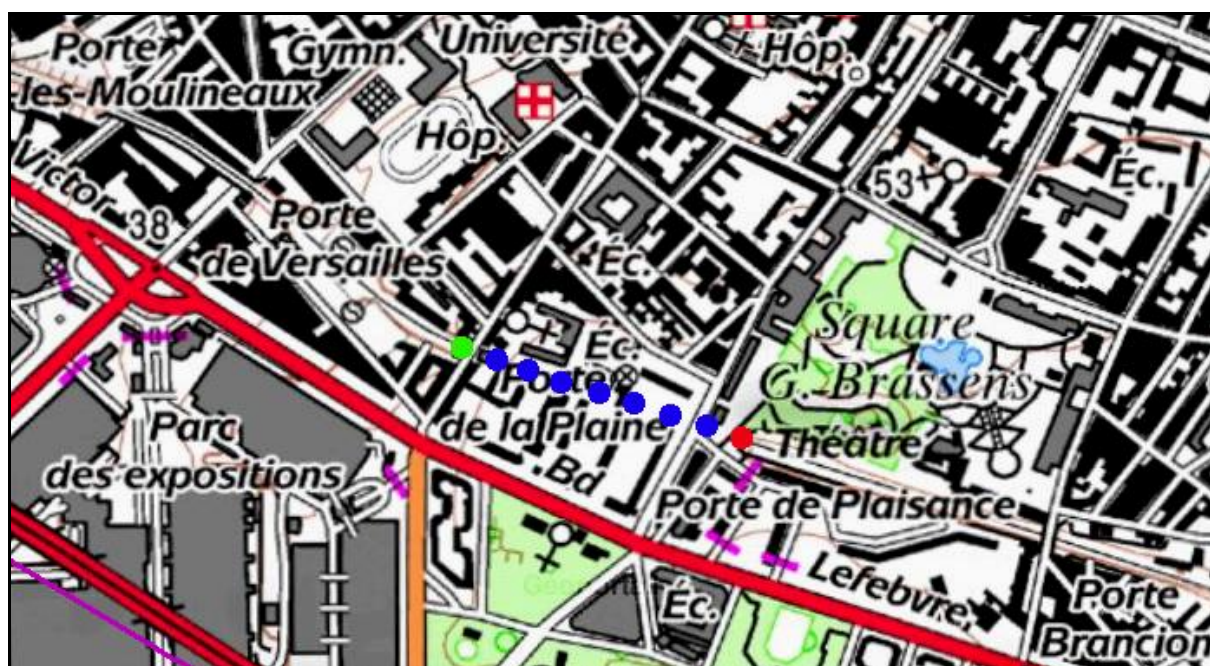 Porte
les-Moulineaux
Gymn.
Université
Hôp.
Hôp.
Victor
38
Porte
de Versailles
53
Éc.
Éc.
Éc.
Square
G.-Brassens
Porte
de la Plaine
Théâtre
Parc
des expositions
Bd
Porte de Plaisance
Lefebvre
Éc.
Porte
Brancion